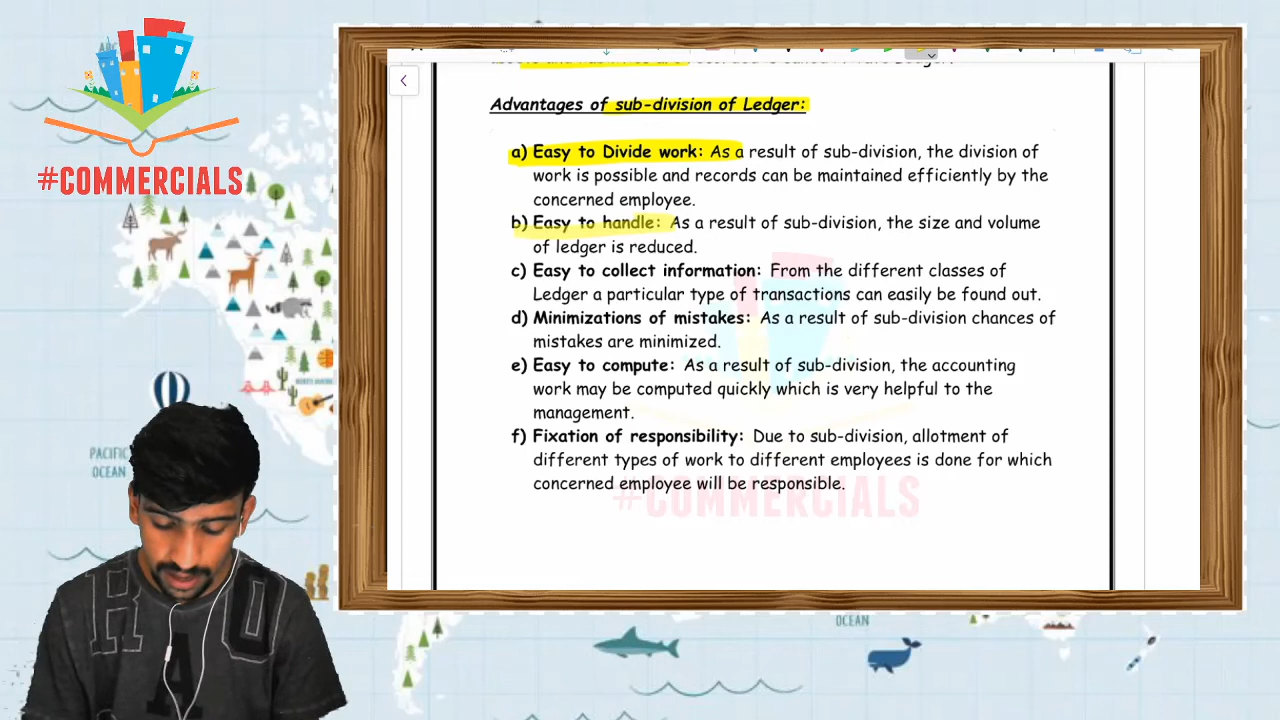 #COMMERCIALS
Advantages of sub-division of Ledger:
a) Easy to Divide work: As a result of sub-division, the division of
work is possible and records can be maintained efficiently by the
concerned employee.
b) Easy to handle: As a result of sub-division, the size and volume
of ledger is reduced.
c) Easy to collect information: From the different classes of
Ledger a particular type of transactions can easily be found out.
d) Minimizations of mistakes: As a result of sub-division chances of
mistakes are minimized.
e) Easy to compute: As a result of sub-division, the accounting
work may be computed quickly which is very helpful to the
management.
f) Fixation of responsibility: Due to sub-division, allotment of
different types of work to different employees is done for which
concerned employee will be responsible.
#COMMERCIALS
PACIFIC
OCEAN
OCEAN